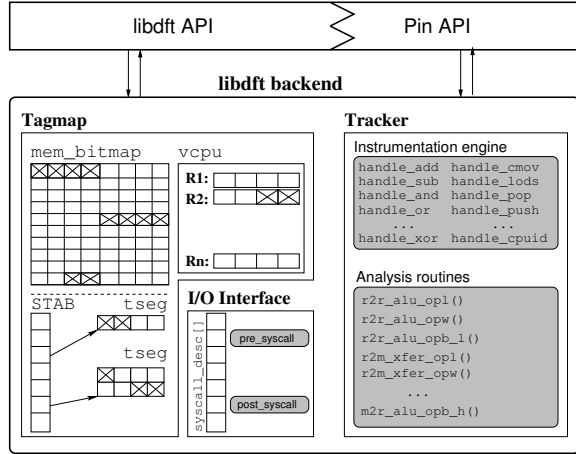 libdft API
Pin API
libdft backend
Tagmap
mem_bitmap
vcpu
R1:
R2:
Rn:
STAB
tseg
tseg
I/O Interface
syscall_desc[]
pre_syscall
post_syscall
Tracker
Instrumentation engine
handle_add handle_cmov
handle_sub handle_lods
handle_and handle_pop
handle_or handle_push
... ...
handle_xor handle_cpuid
Analysis routines
r2r_alu_opl()
r2r_alu_opw()
r2r_alu_opb_l()
r2m_xfer_opl()
r2m_xfer_opw()
...
m2r_alu_opb_h()